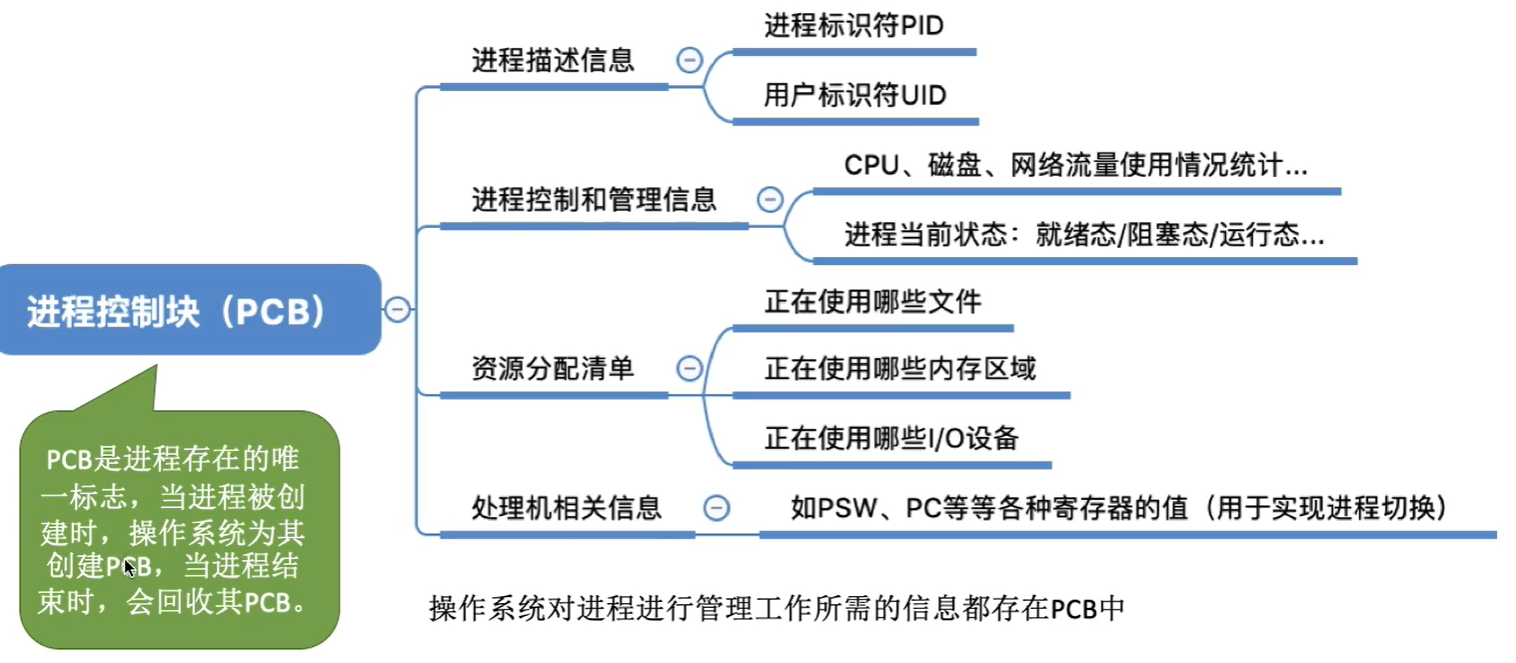 进程描述信息
进程标识符PID
用户标识符UID
进程控制和管理信息
CPU、磁盘、网络流量使用情况统计...
进程当前状态：就绪态/阻塞态/运行态...
进程控制块（PCB）
资源分配清单
正在使用哪些文件
正在使用哪些内存区域
正在使用哪些I/O设备
处理机相关信息
如PSW、PC等等各种寄存器的值（用于实现进程切换）
PCB是进程存在的唯
一标志，当进程被创
建时，操作系统为其
创建PCB，当进程结
束时，会回收其PCB。
操作系统对进程进行管理工作所需的信息都存在PCB中